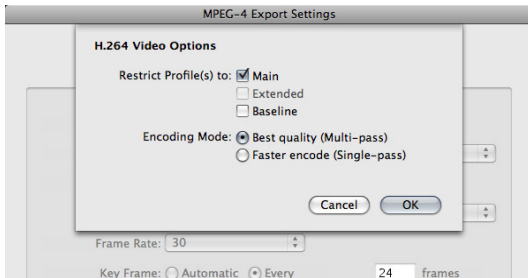 MPEG-4 Export Settings
H.264 Video Options
Restrict Profile(s) to: Main
Extended
Baseline
Encoding Mode: Best quality (Multi-pass)
Faster encode (Single-pass)
Cancel OK
Frame Rate: 30
Key Frame: Automatic Every 24 frames